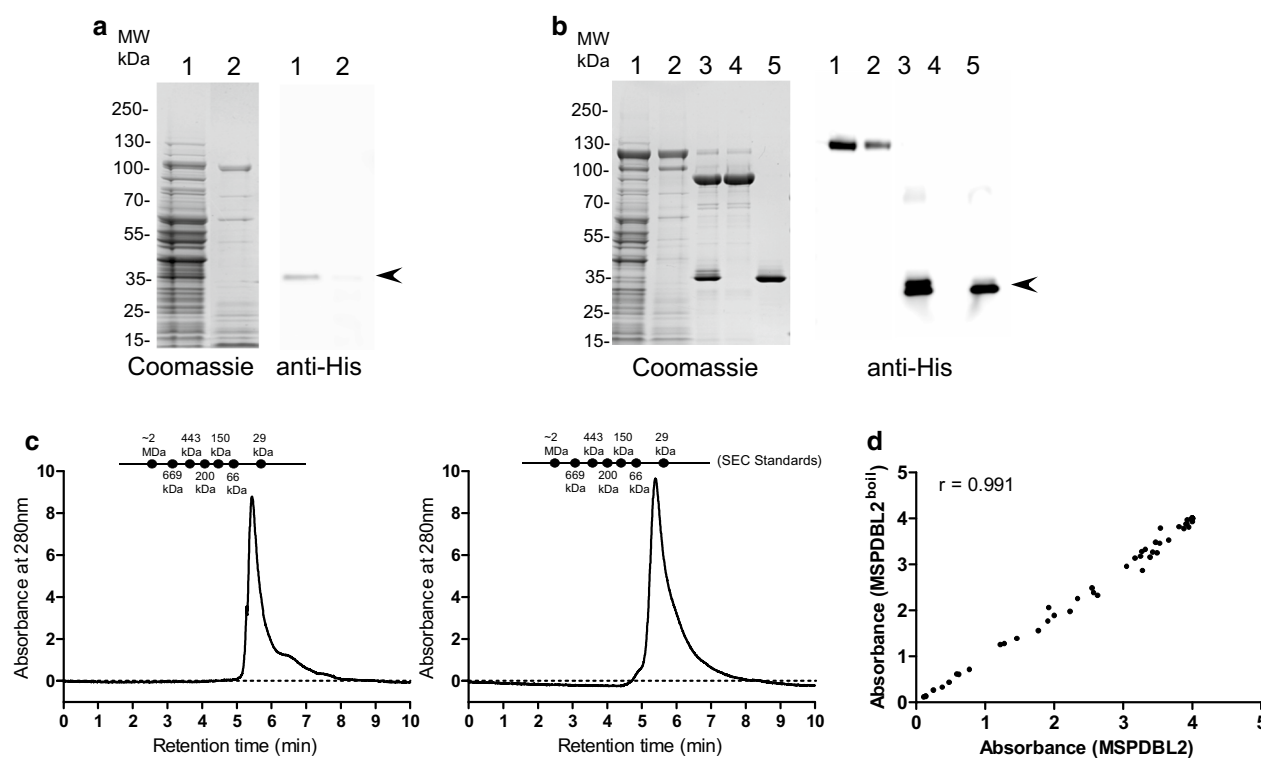 a
MW
kDa
1 2 1 2
250-
130-
100-
70-
55-
35-
25-
15-
Coomassie anti-His
b
MW
kDa
1 2 3 4 5 1 2 3 4 5
250-
130-
100-
70-
55-
35-
25-
15-
Coomassie anti-His
c
~2 443 150 29
MDa kDa kDa kDa
669 200 66
kDa kDa kDa
10
8
6
4
2
0
Absorbance at 280nm
0 1 2 3 4 5 6 7 8 9 10
Retention time (min)
~2 443 150 29
MDa kDa kDa kDa
(SEC Standards)
669 200 66
kDa kDa kDa
10
8
6
4
2
0
Absorbance at 280nm
0 1 2 3 4 5 6 7 8 9 10
Retention time (min)
d
r = 0.991
5
4
3
2
1
0
Absorbance (MSPDBL2boil)
0 1 2 3 4 5
Absorbance (MSPDBL2)